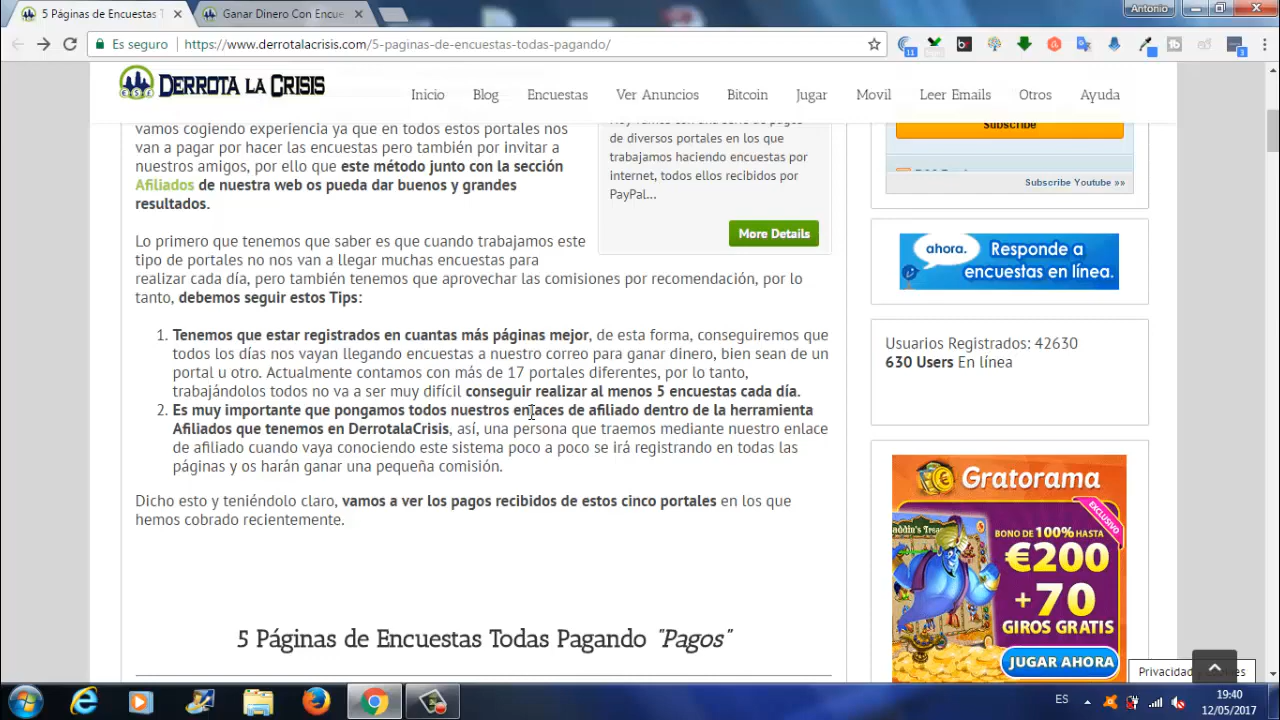 5 Páginas de Encuestas T
Ganar Dinero Con Encue
Antonio
Es seguro
https://www.derrotalacrisis.com/5-paginas-de-encuestas-todas-pagando/
11
3
DERROTA LA CRISIS
Inicio
Blog
Encuestas
Ver Anuncios
Bitcoin
Jugar
Movil
Leer Emails
Otros
Ayuda
vamos cogiendo experiencia ya que en todos estos portales nos
van a pagar por hacer las encuestas pero también por invitar a
nuestros amigos, por ello que este método junto con la sección
Afiliados de nuestra web os pueda dar buenos y grandes
resultados.
Lo primero que tenemos que saber es que cuando trabajamos este
tipo de portales no nos van a llegar muchas encuestas para
realizar cada día, pero también tenemos que aprovechar las comisiones por recomendación, por lo
tanto, debemos seguir estos Tips:
1. Tenemos que estar registrados en cuantas más páginas mejor, de esta forma, conseguiremos que
todos los días nos vayan llegando encuestas a nuestro correo para ganar dinero, bien sean de un
portal u otro. Actualmente contamos con más de 17 portales diferentes, por lo tanto,
trabajándolos todos no va a ser muy difícil conseguir realizar al menos 5 encuestas cada día.
2. Es muy importante que pongamos todos nuestros enlaces de afiliado dentro de la herramienta
Afiliados que tenemos en DerrotalaCrisis, así, una persona que traemos mediante nuestro enlace
de afiliado cuando vaya conociendo este sistema poco a poco se irá registrando en todas las
páginas y os harán ganar una pequeña comisión.
Dicho esto y teniéndolo claro, vamos a ver los pagos recibidos de estos cinco portales en los que
hemos cobrado recientemente.
5 Páginas de Encuestas Todas Pagando "Pagos"
de diversos portales en los que
trabajamos haciendo encuestas por
internet, todos ellos recibidos por
PayPal...
More Details
Subscribe
Subscribe Youtube »»
ahora.
Responde a
encuestas en línea.
Usuarios Registrados: 42630
630 Users En línea
Gratorama
EXCLUSIVO
BONO DE 100% HASTA
€200
+70
GIROS GRATIS
JUGAR AHORA
ES
19:40
12/05/2017